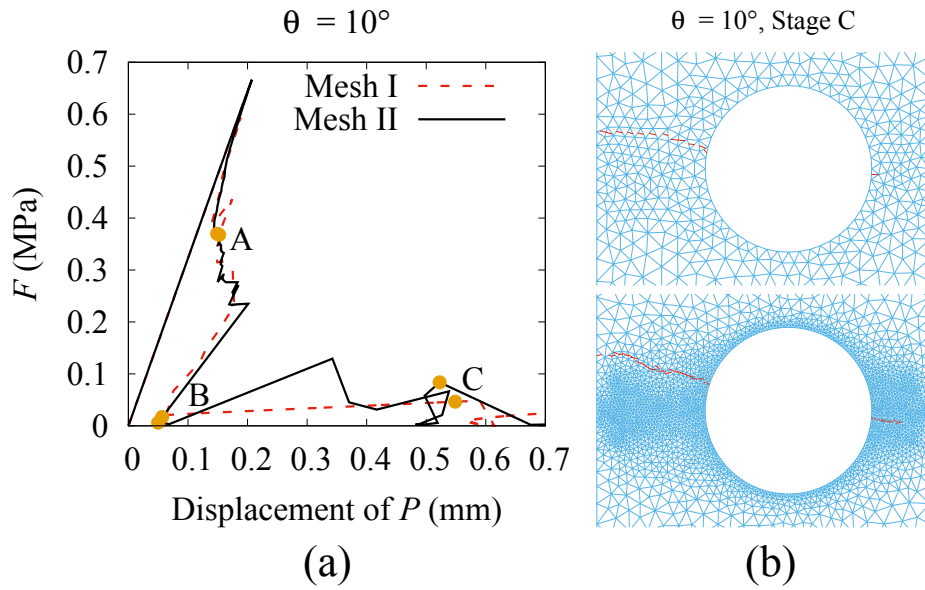 θ = 10°
0.7
0.6
0.5
0.4
0.3
0.2
0.1
0
F (MPa)
Mesh I
Mesh II
A
B
C
0 0.1 0.2 0.3 0.4 0.5 0.6 0.7
Displacement of P (mm)
(a)
θ = 10°, Stage C
(b)